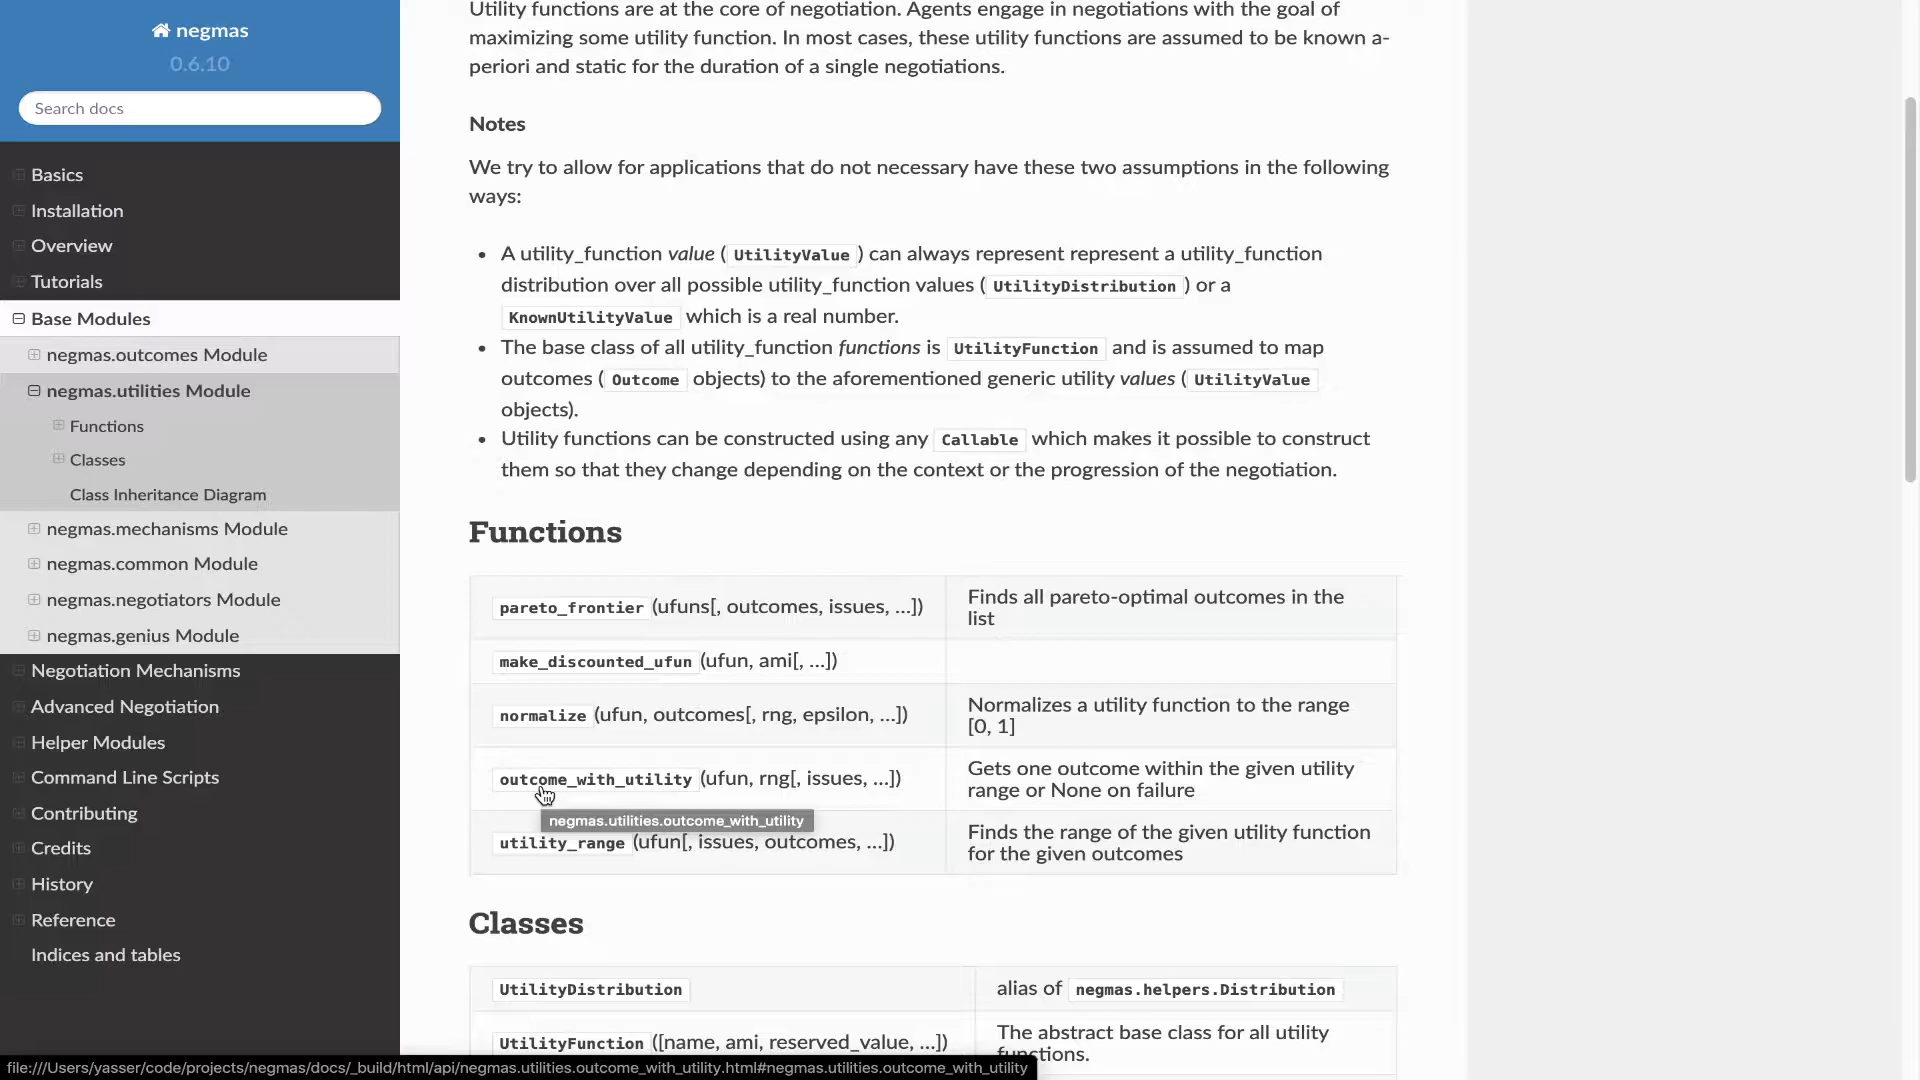 negmas
0.6.10
Search docs
Basics
Installation
Overview
Tutorials
Base Modules
negmas.outcomes Module
negmas.utilities Module
Functions
Classes
Class Inheritance Diagram
negmas.mechanisms Module
negmas.common Module
negmas.negotiators Module
negmas.genius Module
Negotiation Mechanisms
Advanced Negotiation
Helper Modules
Command Line Scripts
Contributing
Credits
History
Reference
Indices and tables
Utility functions are at the core of negotiation. Agents engage in negotiations with the goal of
maximizing some utility function. In most cases, these utility functions are assumed to be known a-
periori and static for the duration of a single negotiations.
Notes
We try to allow for applications that do not necessary have these two assumptions in the following
ways:
• A utility_function value ( UtilityValue ) can always represent represent a utility_function
distribution over all possible utility_function values ( UtilityDistribution ) or a
KnownUtilityValue which is a real number.
• The base class of all utility_function functions is UtilityFunction and is assumed to map
outcomes ( Outcome objects) to the aforementioned generic utility values ( UtilityValue
objects).
• Utility functions can be constructed using any Callable which makes it possible to construct
them so that they change depending on the context or the progression of the negotiation.
Functions
pareto_frontier (ufuns[, outcomes, issues, ...])
Finds all pareto-optimal outcomes in the
list
make_discounted_ufun (ufun, ami[, ...])
normalize (ufun, outcomes[, rng, epsilon, ...])
Normalizes a utility function to the range
[0, 1]
outcome_with_utility (ufun, rng[, issues, ...])
Gets one outcome within the given utility
range or None on failure
negmas.utilities.outcome_with_utility
utility_range (ufun[, issues, outcomes, ...])
Finds the range of the given utility function
for the given outcomes
Classes
UtilityDistribution
alias of negmas.helpers.Distribution
UtilityFunction ([name, ami, reserved_value, ...])
The abstract base class for all utility
functions.
file:///Users/yasser/code/projects/negmas/docs/_build/html/api/negmas.utilities.outcome_with_utility.html#negmas.utilities.outcome_with_utility